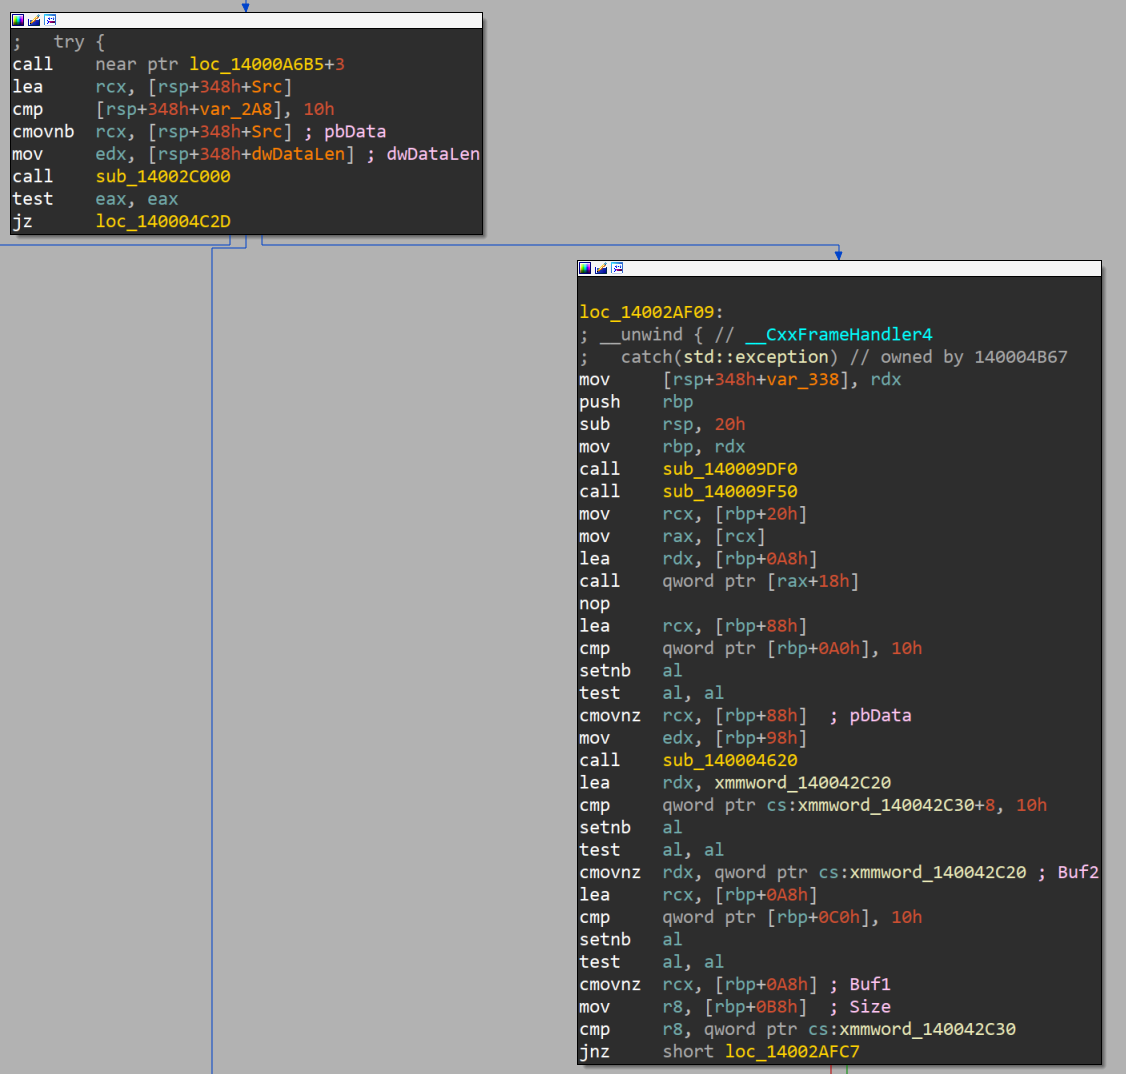 ;   try {
call    near ptr loc_14000A6B5+3
lea     rcx, [rsp+348h+Src]
cmp     [rsp+348h+var_2A8], 10h
cmovnb  rcx, [rsp+348h+Src] ; pbData
mov     edx, [rsp+348h+dwDataLen] ; dwDataLen
call    sub_14002C000
test    eax, eax
jz      loc_140004C2D
loc_14002AF09:
; __unwind { // __CxxFrameHandler4
;   catch(std::exception) // owned by 140004B67
mov     [rsp+348h+var_338], rdx
push    rbp
sub     rsp, 20h
mov     rbp, rdx
call    sub_140009DF0
call    sub_140009F50
mov     rcx, [rbp+20h]
mov     rax, [rcx]
lea     rdx, [rbp+0A8h]
call    qword ptr [rax+18h]
nop
lea     rcx, [rbp+88h]
cmp     qword ptr [rbp+0A0h], 10h
setnb   al
test    al, al
cmovnz  rcx, [rbp+88h]  ; pbData
mov     edx, [rbp+98h]
call    sub_140004620
lea     rdx, xmmword_140042C20
cmp     qword ptr cs:xmmword_140042C30+8, 10h
setnb   al
test    al, al
cmovnz  rdx, qword ptr cs:xmmword_140042C20 ; Buf2
lea     rcx, [rbp+0A8h]
cmp     qword ptr [rbp+0C0h], 10h
setnb   al
test    al, al
cmovnz  rcx, [rbp+0A8h] ; Buf1
mov     r8, [rbp+0B8h]  ; Size
cmp     r8, qword ptr cs:xmmword_140042C30
jnz     short loc_14002AFC7